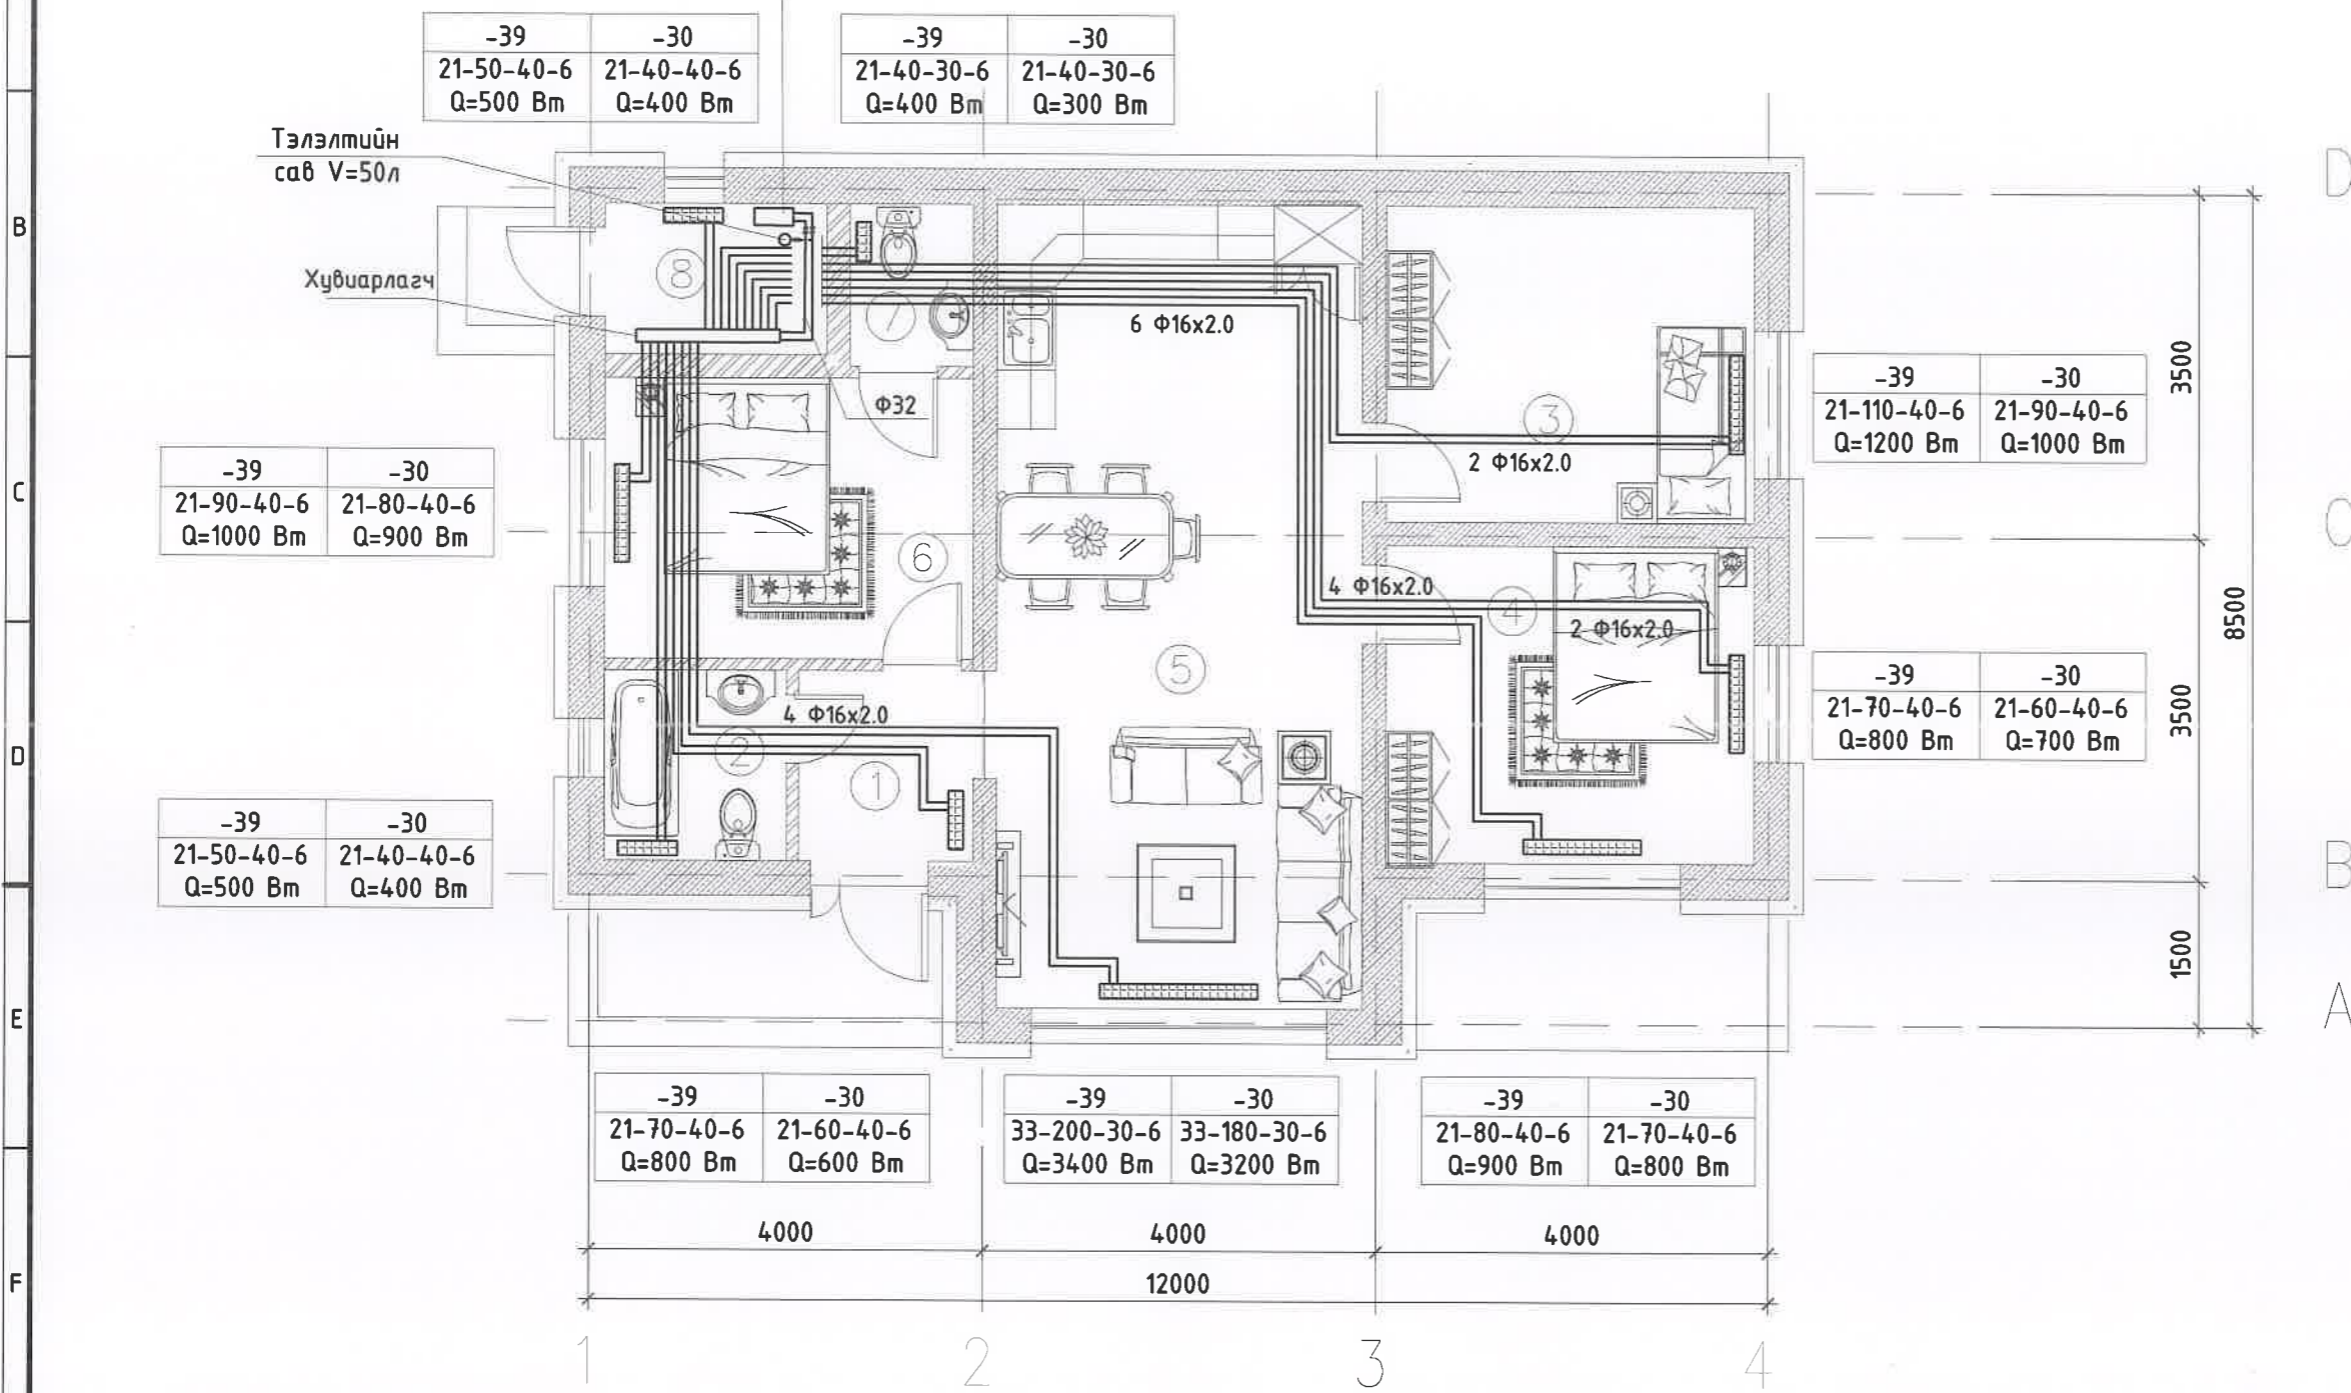 -39 -30
21-50-40-6 21-40-40-6
Q=500 Вт Q=400 Вт
-39 -30
21-40-30-6 21-40-30-6
Q=400 Вт Q=300 Вт
Тэлэлтийн
сав V=50л
Хувиарлагч
B
C
D
E
F
8
7
6 Ф16x2.0
Ф32
3
2 Ф16x2.0
-39 -30
21-110-40-6 21-90-40-6
Q=1200 Вт Q=1000 Вт
-39 -30
21-90-40-6 21-80-40-6
Q=1000 Вт Q=900 Вт
6
4 Ф16x2.0
4
2 Ф16x2.0
5
-39 -30
21-70-40-6 21-60-40-6
Q=800 Вт Q=700 Вт
4 Ф16x2.0
2
1
-39 -30
21-50-40-6 21-40-40-6
Q=500 Вт Q=400 Вт
3500
3500
1500
8500
D
C
B
A
-39 -30
21-70-40-6 21-60-40-6
Q=800 Вт Q=600 Вт
-39 -30
33-200-30-6 33-180-30-6
Q=3400 Вт Q=3200 Вт
-39 -30
21-80-40-6 21-70-40-6
Q=900 Вт Q=800 Вт
4000 4000 4000
12000
1 2 3 4